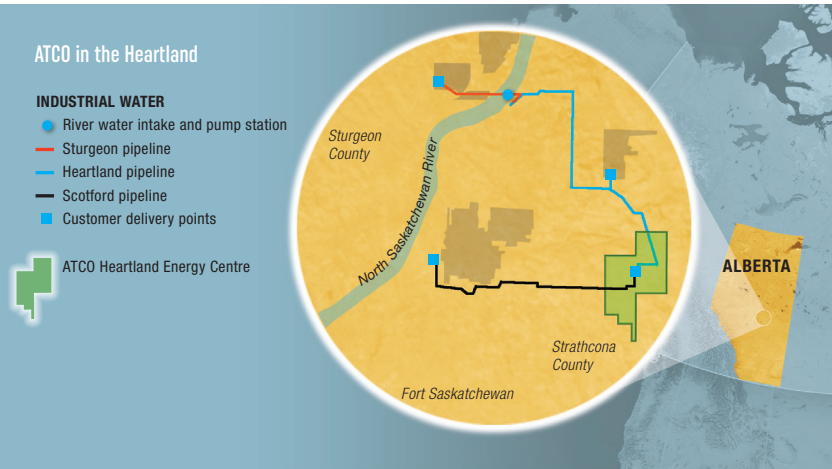 ATCO in the Heartland
INDUSTRIAL WATER
River water intake and pump station
Sturgeon pipeline
Heartland pipeline
Scotford pipeline
Customer delivery points
ATCO Heartland Energy Centre
Sturgeon
County
North Saskatchewan River
Strathcona
County
Fort Saskatchewan
ALBERTA